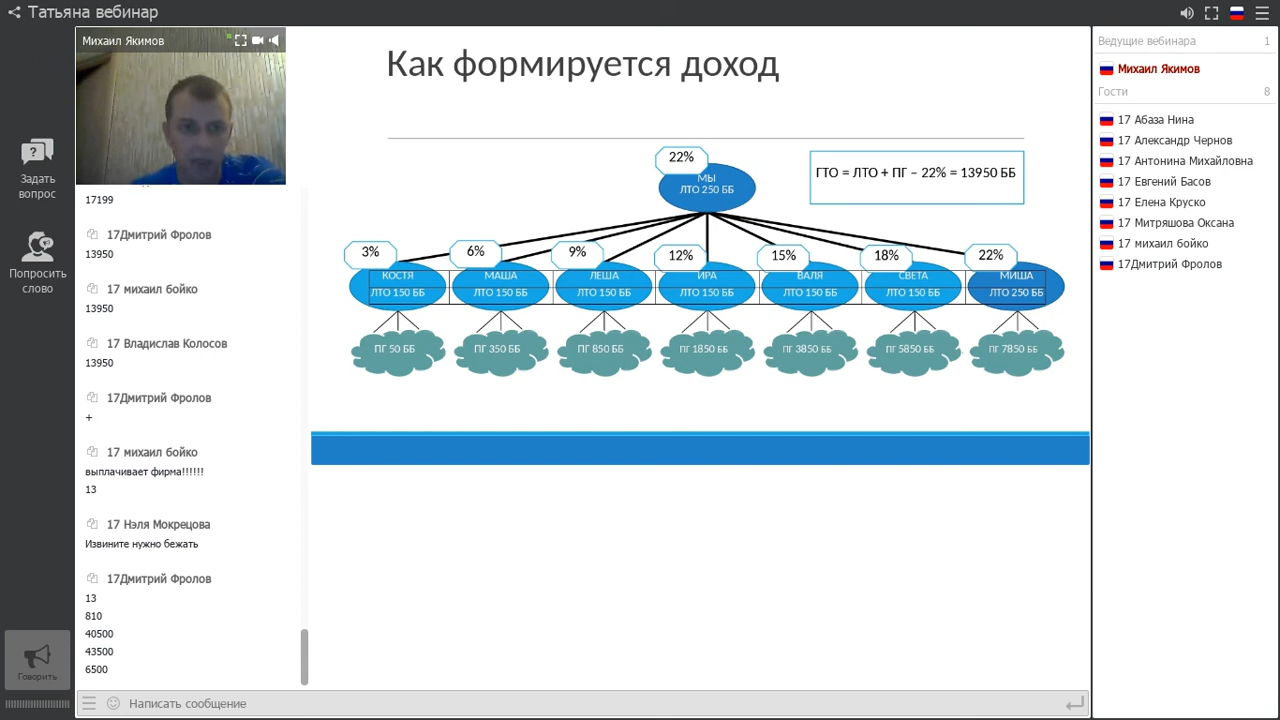 Татьяна вебинар
Задать
вопрос
Попросить
слово
Говорить
Михаил Якимов
17199
17Дмитрий Фролов
13950
17 михаил бойко
13950
17 Владислав Колосов
13950
17Дмитрий Фролов
+
17 михаил бойко
выплачивает фирма!!!!!!
13
17 Нэля Мокрецова
Извините нужно бежать
17Дмитрий Фролов
13
810
40500
43500
6500
Написать сообщение
Как формируется доход
22%
МЫ
ЛТО 250 ББ
ГТО = ЛТО + ПГ – 22% = 13950 ББ
3% 6% 9% 12% 15% 18% 22%
КОСТЯ МАША ЛЕША ИРА ВАЛЯ СВЕТА МИША
ЛТО 150 ББ ЛТО 150 ББ ЛТО 150 ББ ЛТО 150 ББ ЛТО 150 ББ ЛТО 150 ББ ЛТО 250 ББ
ПГ 50 ББ ПГ 350 ББ ПГ 850 ББ ПГ 1850 ББ ПГ 3850 ББ ПГ 5850 ББ ПГ 7850 ББ
Ведущие вебинара 1
Михаил Якимов
Гости 8
17 Абаза Нина
17 Александр Чернов
17 Антонина Михайловна
17 Евгений Басов
17 Елена Круско
17 Митряшова Оксана
17 михаил бойко
17Дмитрий Фролов